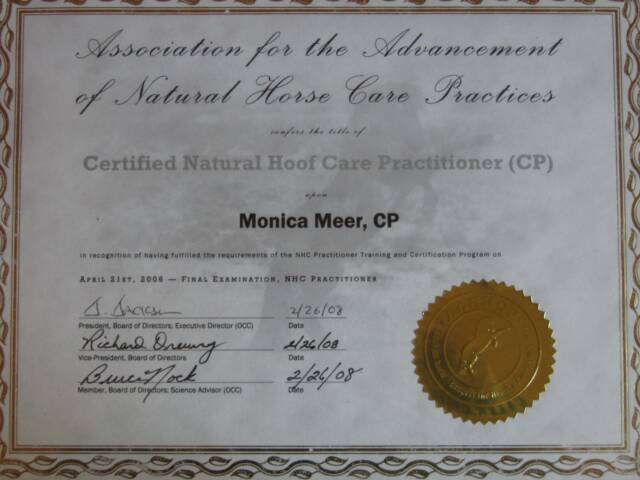 Association for the Advancement
of Natural Horse Care Practices
confers the title of
Certified Natural Hoof Care Practitioner (CP)
upon
Monica Meer, CP
in recognition of having fulfilled the requirements of the NHC Practitioner Training and Certification Program on
April 21st, 2006 — Final Examination, NHC Practitioner
J. Jackson 2/26/08
President, Board of Directors; Executive Director (OCC) Date
Richard Drewry 2/26/08
Vice-President, Board of Directors Date
Bruce Nock 2/26/08
Member, Board of Directors; Science Advisor (OCC) Date